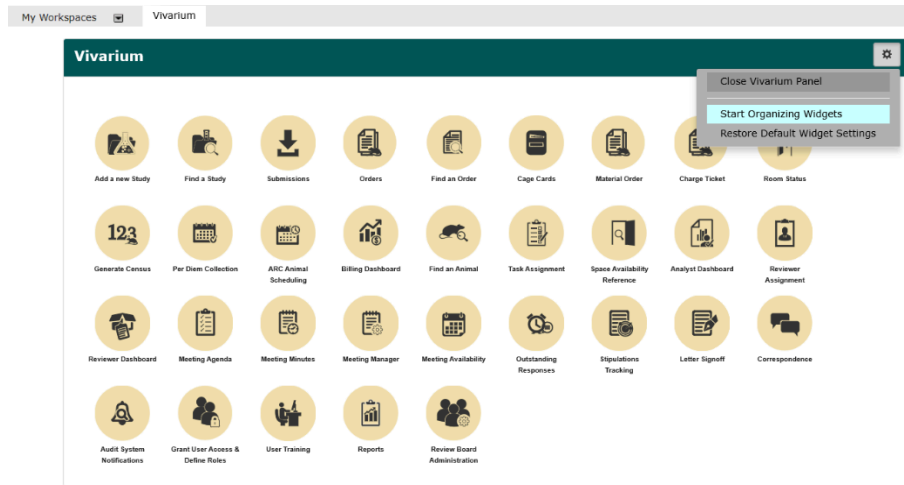 My Workspaces
Vivarium
Vivarium
Close Vivarium Panel
Start Organizing Widgets
Restore Default Widget Settings
Add a new Study
Find a Study
Submissions
Orders
Find an Order
Cage Cards
Material Order
Charge Ticket
Room Status
123
Generate Census
Per Diem Collection
ARC Animal
Scheduling
Billing Dashboard
Find an Animal
Task Assignment
Space Availability
Reference
Analyst Dashboard
Reviewer
Assignment
Reviewer Dashboard
Meeting Agenda
Meeting Minutes
Meeting Manager
Meeting Availability
Outstanding
Responses
Stipulations
Tracking
Letter Signoff
Correspondence
Audit System
Notifications
Grant User Access &
Define Roles
User Training
Reports
Review Board
Administration